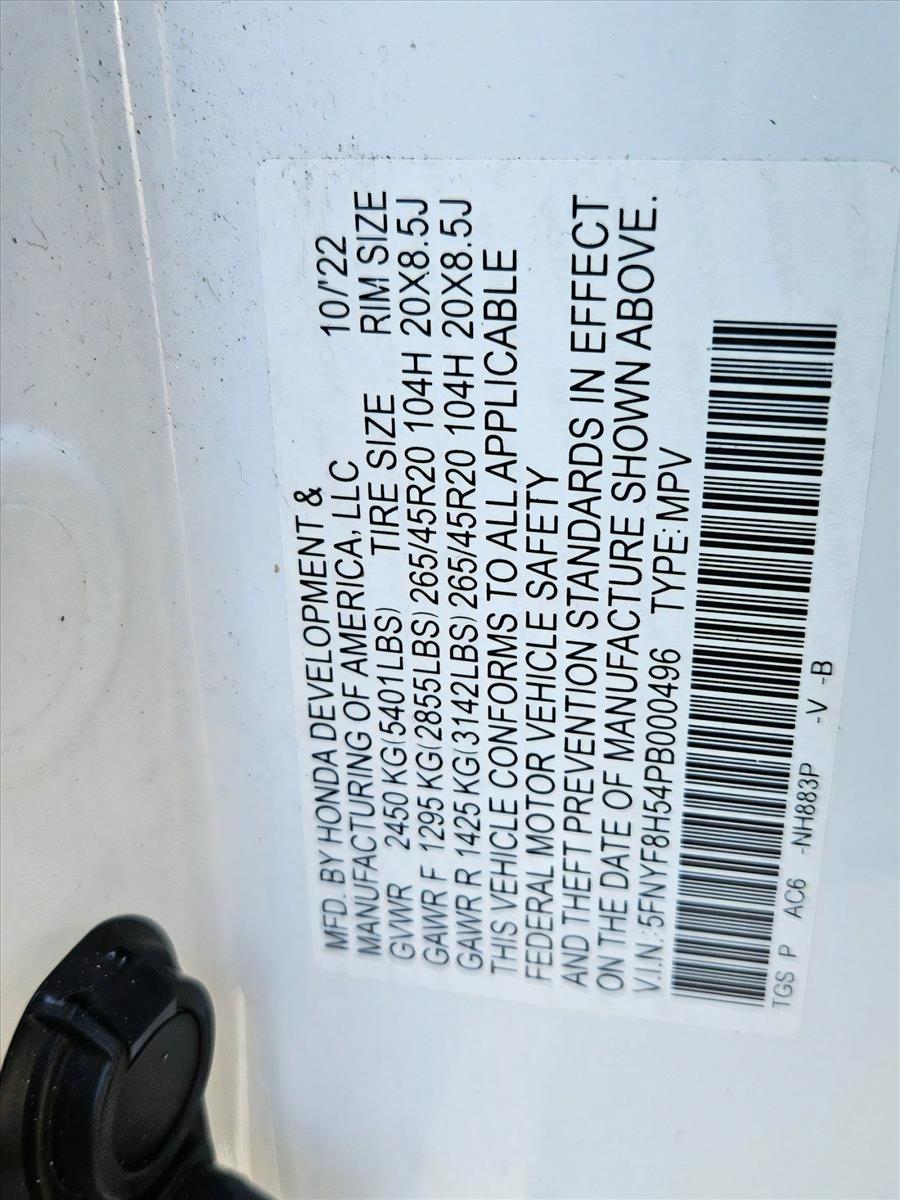 MFD. BY HONDA DEVELOPMENT &
MANUFACTURING OF AMERICA, LLC 10/'22
GVWR 2450 KG(5401LBS) TIRE SIZE RIM SIZE
GAWR F 1295 KG(2855LBS) 265/45R20 104H 20X8.5J
GAWR R 1425 KG(3142LBS) 265/45R20 104H 20X8.5J
THIS VEHICLE CONFORMS TO ALL APPLICABLE
FEDERAL MOTOR VEHICLE SAFETY
AND THEFT PREVENTION STANDARDS IN EFFECT
ON THE DATE OF MANUFACTURE SHOWN ABOVE.
V.I.N.:5FNYF8H54PB000496 TYPE: MPV
TGS P AC6 -NH883P -V -B